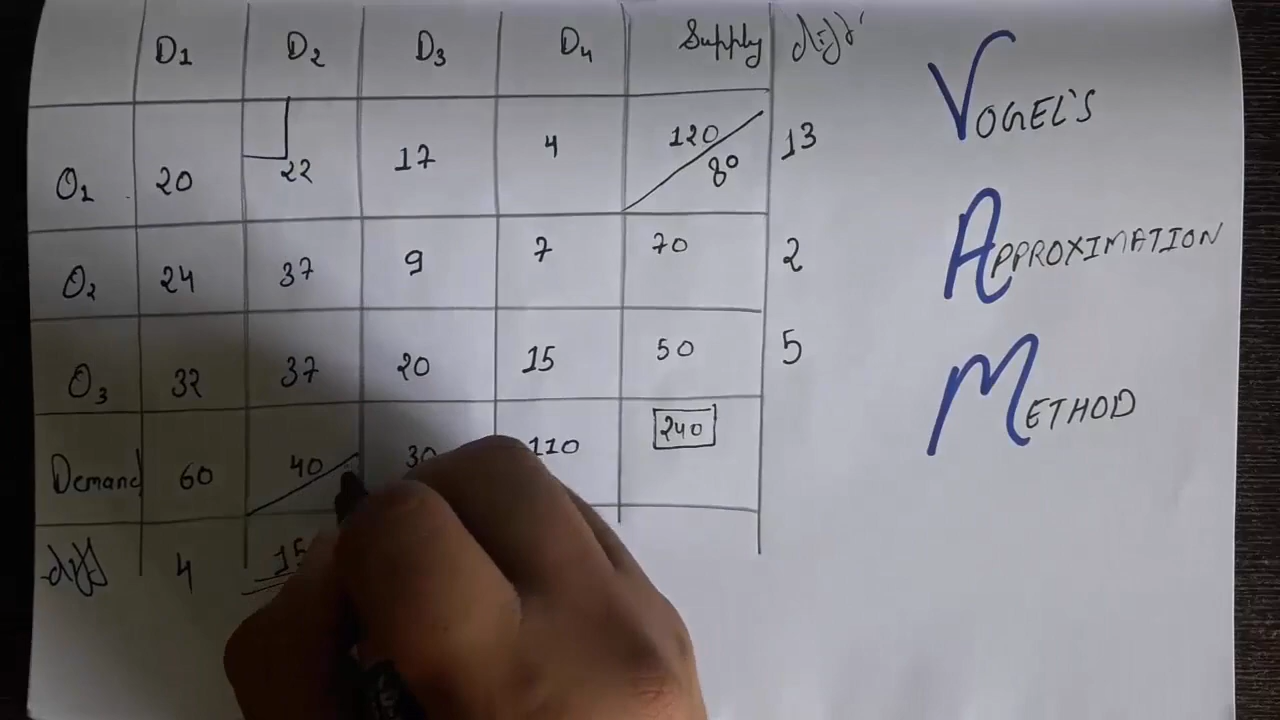 D1 D2 D3 D4 Supply diff
O1 20 22 17 4 120 80 13
O2 24 37 9 7 70 2
O3 32 37 20 15 50 5
Demand 60 40 30 110 240
diff 4 15
VOGEL'S
APPROXIMATION
METHOD